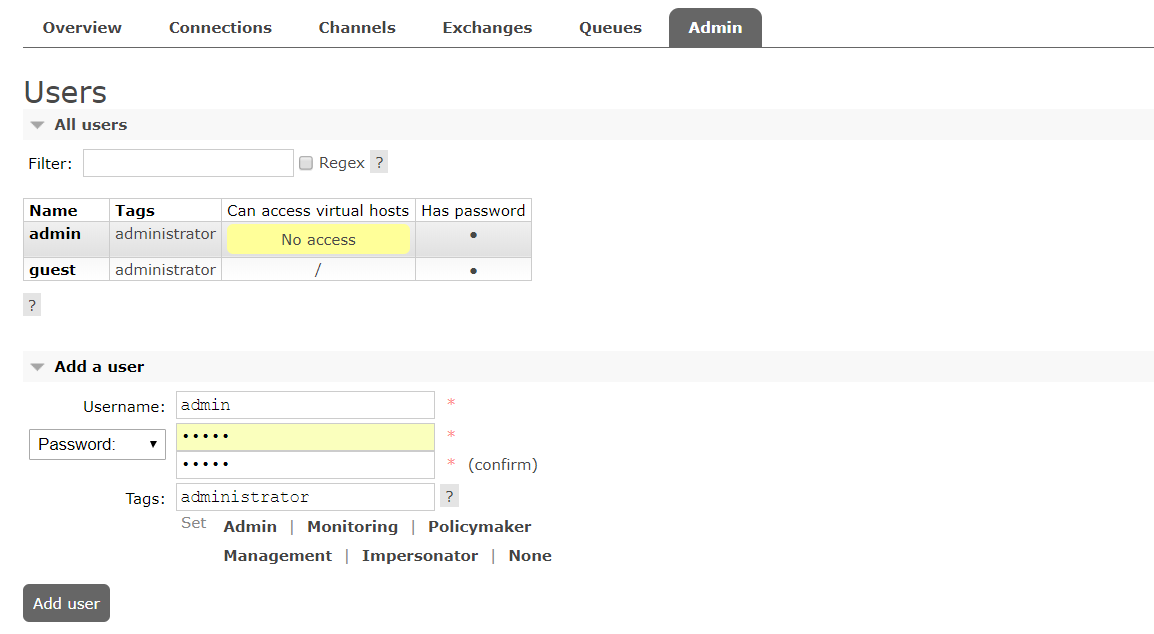 Overview Connections Channels Exchanges Queues Admin
Users
All users
Filter: Regex ?
Name Tags Can access virtual hosts Has password
admin administrator No access ●
guest administrator / ●
?
Add a user
Username: admin *
Password: ••••• *
••••• * (confirm)
Tags: administrator ?
Set Admin | Monitoring | Policymaker
Management | Impersonator | None
Add user